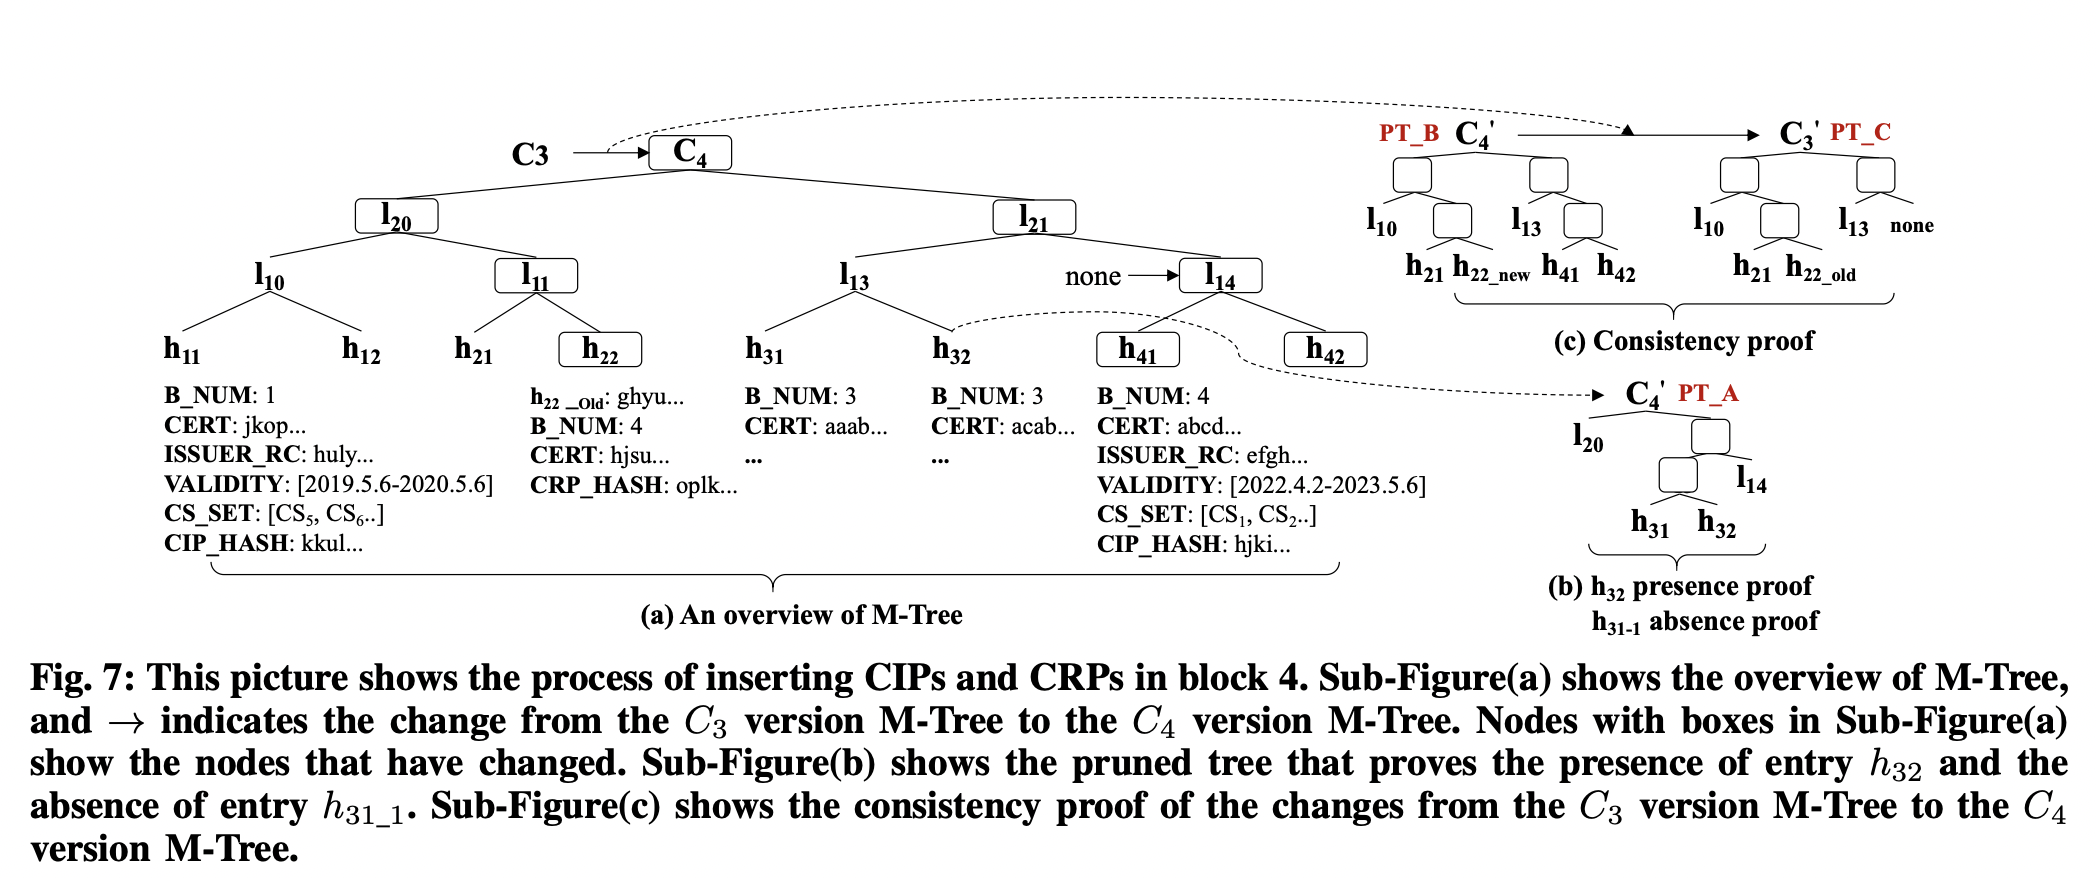 C3 C₄
l₂₀ l₂₁
l₁₀ l₁₁ l₁₃ none l₁₄
h₁₁ h₁₂ h₂₁ h₂₂ h₃₁ h₃₂ h₄₁ h₄₂
B_NUM: 1
CERT: jkop...
ISSUER_RC: huly...
VALIDITY: [2019.5.6-2020.5.6]
CS_SET: [CS₅, CS₆..]
CIP_HASH: kkul...
h₂₂ _Old: ghyu...
B_NUM: 4
CERT: hjsu...
CRP_HASH: oplk...
B_NUM: 3
CERT: aaab...
...
B_NUM: 3
CERT: acab...
...
B_NUM: 4
CERT: abcd...
ISSUER_RC: efgh...
VALIDITY: [2022.4.2-2023.5.6]
CS_SET: [CS₁, CS₂..]
CIP_HASH: hjki...
(a) An overview of M-Tree
PT_B C₄' C₃' PT_C
l₁₀ l₁₃ l₁₀ l₁₃ none
h₂₁ h₂₂_new h₄₁ h₄₂ h₂₁ h₂₂_old
(c) Consistency proof
C₄' PT_A
l₂₀
l₁₄
h₃₁ h₃₂
(b) h₃₂ presence proof
h₃₁₋₁ absence proof
Fig. 7: This picture shows the process of inserting CIPs and CRPs in block 4. Sub-Figure(a) shows the overview of M-Tree,
and → indicates the change from the C₃ version M-Tree to the C₄ version M-Tree. Nodes with boxes in Sub-Figure(a)
show the nodes that have changed. Sub-Figure(b) shows the pruned tree that proves the presence of entry h₃₂ and the
absence of entry h₃₁_₁. Sub-Figure(c) shows the consistency proof of the changes from the C₃ version M-Tree to the C₄
version M-Tree.